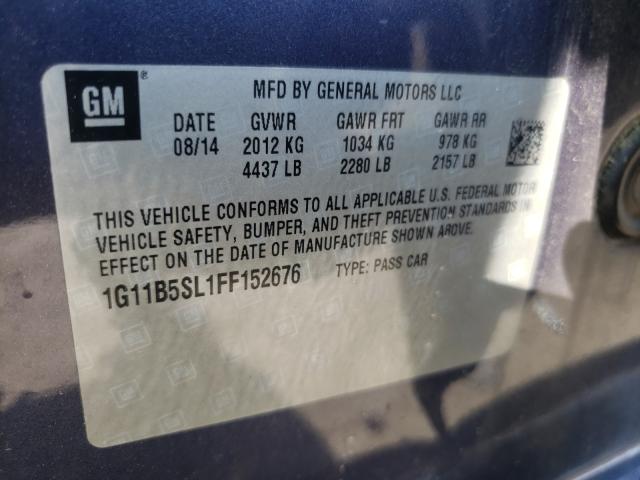 GM ®
MFD BY GENERAL MOTORS LLC
DATE GVWR GAWR FRT GAWR RR
08/14 2012 KG 1034 KG 978 KG
4437 LB 2280 LB 2157 LB
THIS VEHICLE CONFORMS TO ALL APPLICABLE U.S. FEDERAL MOTOR
VEHICLE SAFETY, BUMPER, AND THEFT PREVENTION STANDARDS IN
EFFECT ON THE DATE OF MANUFACTURE SHOWN ABOVE.
1G11B5SL1FF152676 TYPE: PASS CAR